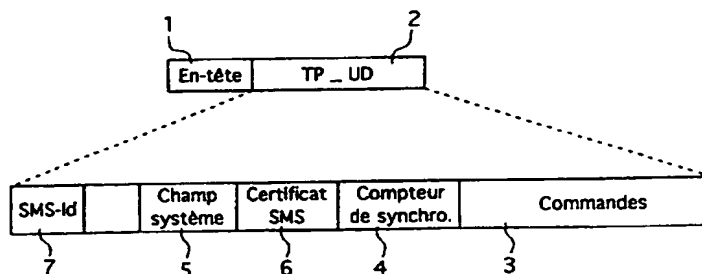 1
2
En-tête
TP _ UD
SMS-Id
Champ
système
Certificat
SMS
Compteur
de synchro.
Commandes
7
5
6
4
3